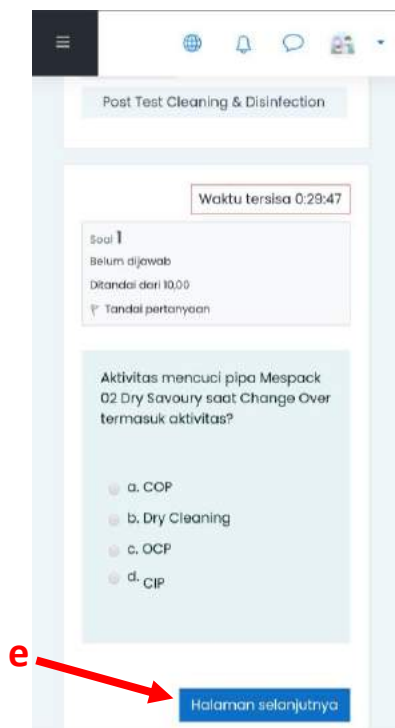 Post Test Cleaning & Disinfection
Waktu tersisa 0:29:47
Soal 1
Belum dijawab
Ditandai dari 10,00
Tandai pertanyaan
Aktivitas mencuci pipa Mespack
02 Dry Savoury saat Change Over
termasuk aktivitas?
a. COP
b. Dry Cleaning
c. OCP
d. CIP
e
Halaman selanjutnya